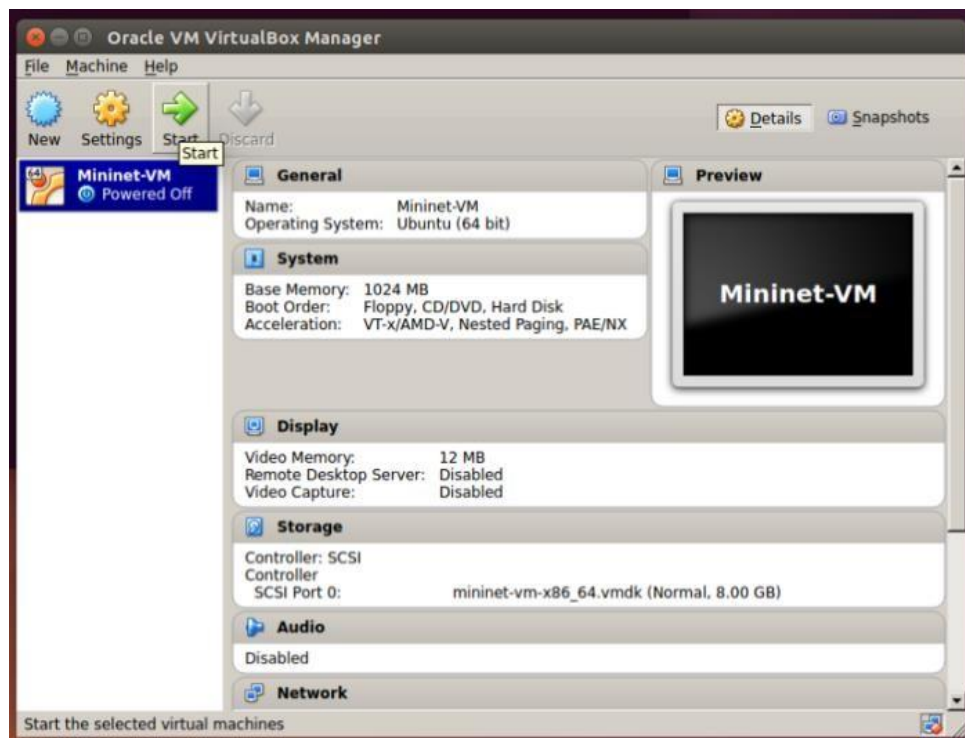 Oracle VM VirtualBox Manager
File Machine Help
New Settings Start Discard
Details Snapshots
Start
64
Mininet-VM
Powered Off
General
Name: Mininet-VM
Operating System: Ubuntu (64 bit)
System
Base Memory: 1024 MB
Boot Order: Floppy, CD/DVD, Hard Disk
Acceleration: VT-x/AMD-V, Nested Paging, PAE/NX
Preview
Mininet-VM
Display
Video Memory: 12 MB
Remote Desktop Server: Disabled
Video Capture: Disabled
Storage
Controller: SCSI
Controller
SCSI Port 0: mininet-vm-x86_64.vmdk (Normal, 8.00 GB)
Audio
Disabled
Network
Start the selected virtual machines